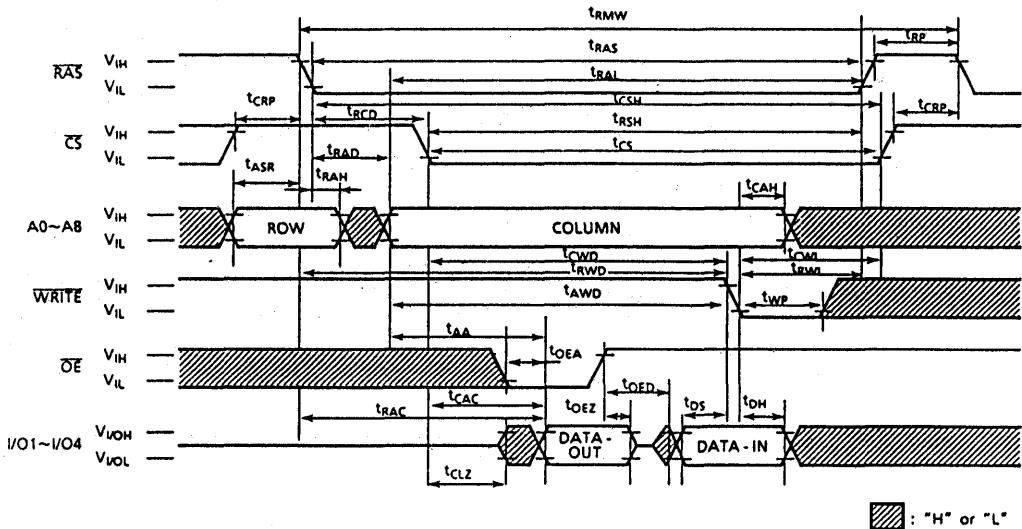 tRMW
tRAS
tRP
RAS
VIH
VIL
tRAL
tCSH
tCRP
tRCD
tCRP
tRSH
CS
VIH
VIL
tCS
tRAD
tASR
tRAH
tCAH
A0~A8
VIH
VIL
ROW
COLUMN
tCWD
tCWL
tRWD
tRWL
WRITE
VIH
VIL
tAWD
tWP
tAA
tOEA
OE
VIH
VIL
tOED
tCAC
tOEZ
tDS
tDH
tRAC
I/O1~I/O4
VI/OH
VI/OL
DATA-
OUT
DATA-IN
tCLZ
: "H" or "L"